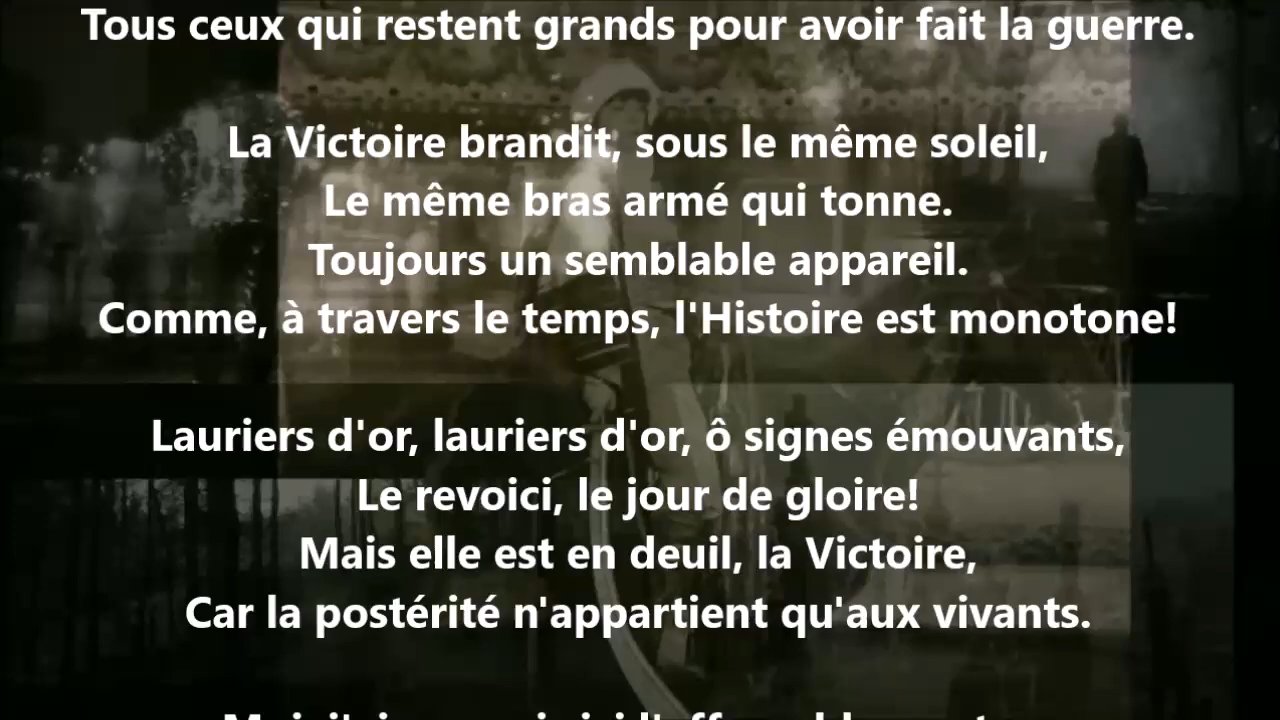 Tous ceux qui restent grands pour avoir fait la guerre.
La Victoire brandit, sous le même soleil,
Le même bras armé qui tonne.
Toujours un semblable appareil.
Comme, à travers le temps, l'Histoire est monotone!
Lauriers d'or, lauriers d'or, ô signes émouvants,
Le revoici, le jour de gloire!
Mais elle est en deuil, la Victoire,
Car la postérité n'appartient qu'aux vivants.